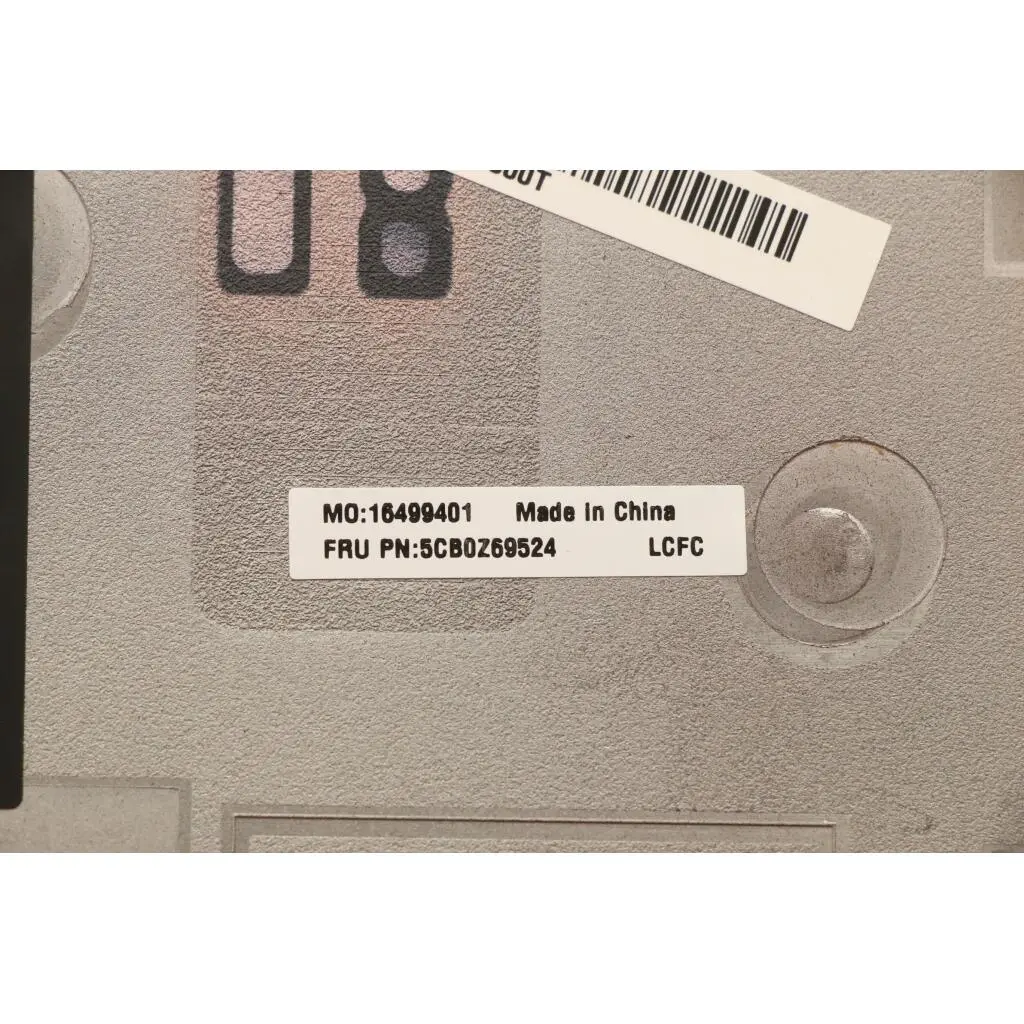 MO:16499401 Made In China
FRU PN:5CB0Z69524 LCFC